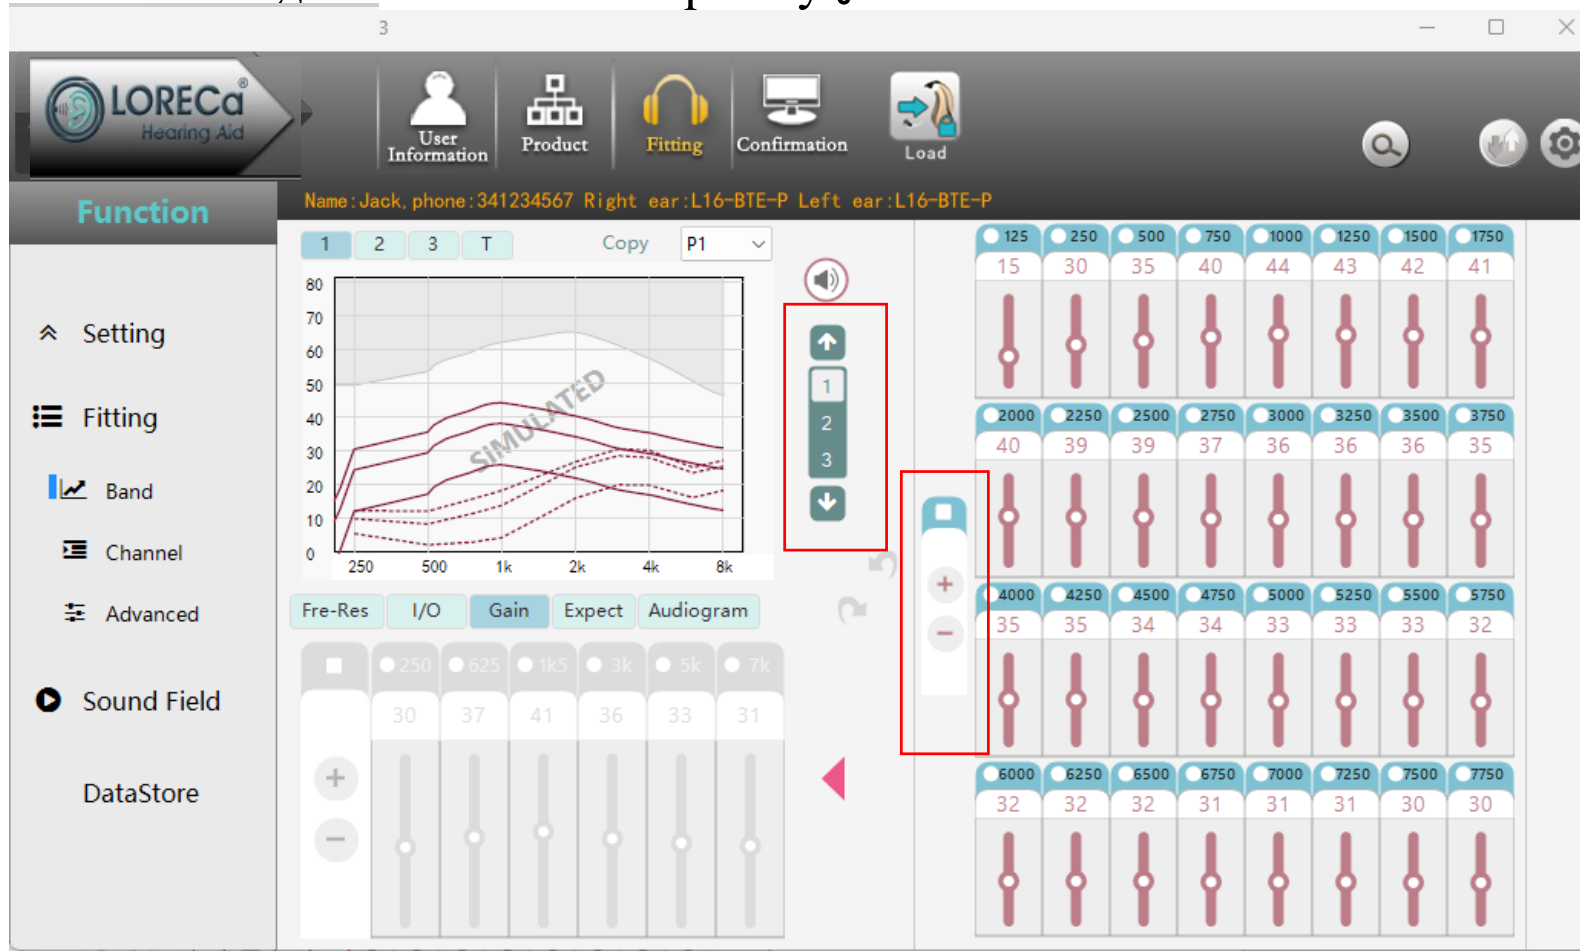 3
LORECa®
Hearing Aid
User
Information
Product
Fitting
Confirmation
Load
Function
Name:Jack,phone:341234567 Right ear:L16-BTE-P Left ear:L16-BTE-P
Setting
Fitting
Band
Channel
Advanced
Sound Field
DataStore
1 2 3 T Copy P1
80
70
60
50
40
30
20
10
0
250 500 1k 2k 4k 8k
SIMULATED
1
2
3
Fre-Res I/O Gain Expect Audiogram
250 625 1k5 3k 5k 7k
30 37 41 36 33 31
+
−
+
−
125 250 500 750 1000 1250 1500 1750
15 30 35 40 44 43 42 41
2000 2250 2500 2750 3000 3250 3500 3750
40 39 39 37 36 36 36 35
4000 4250 4500 4750 5000 5250 5500 5750
35 35 34 34 33 33 33 32
6000 6250 6500 6750 7000 7250 7500 7750
32 32 32 31 31 31 30 30